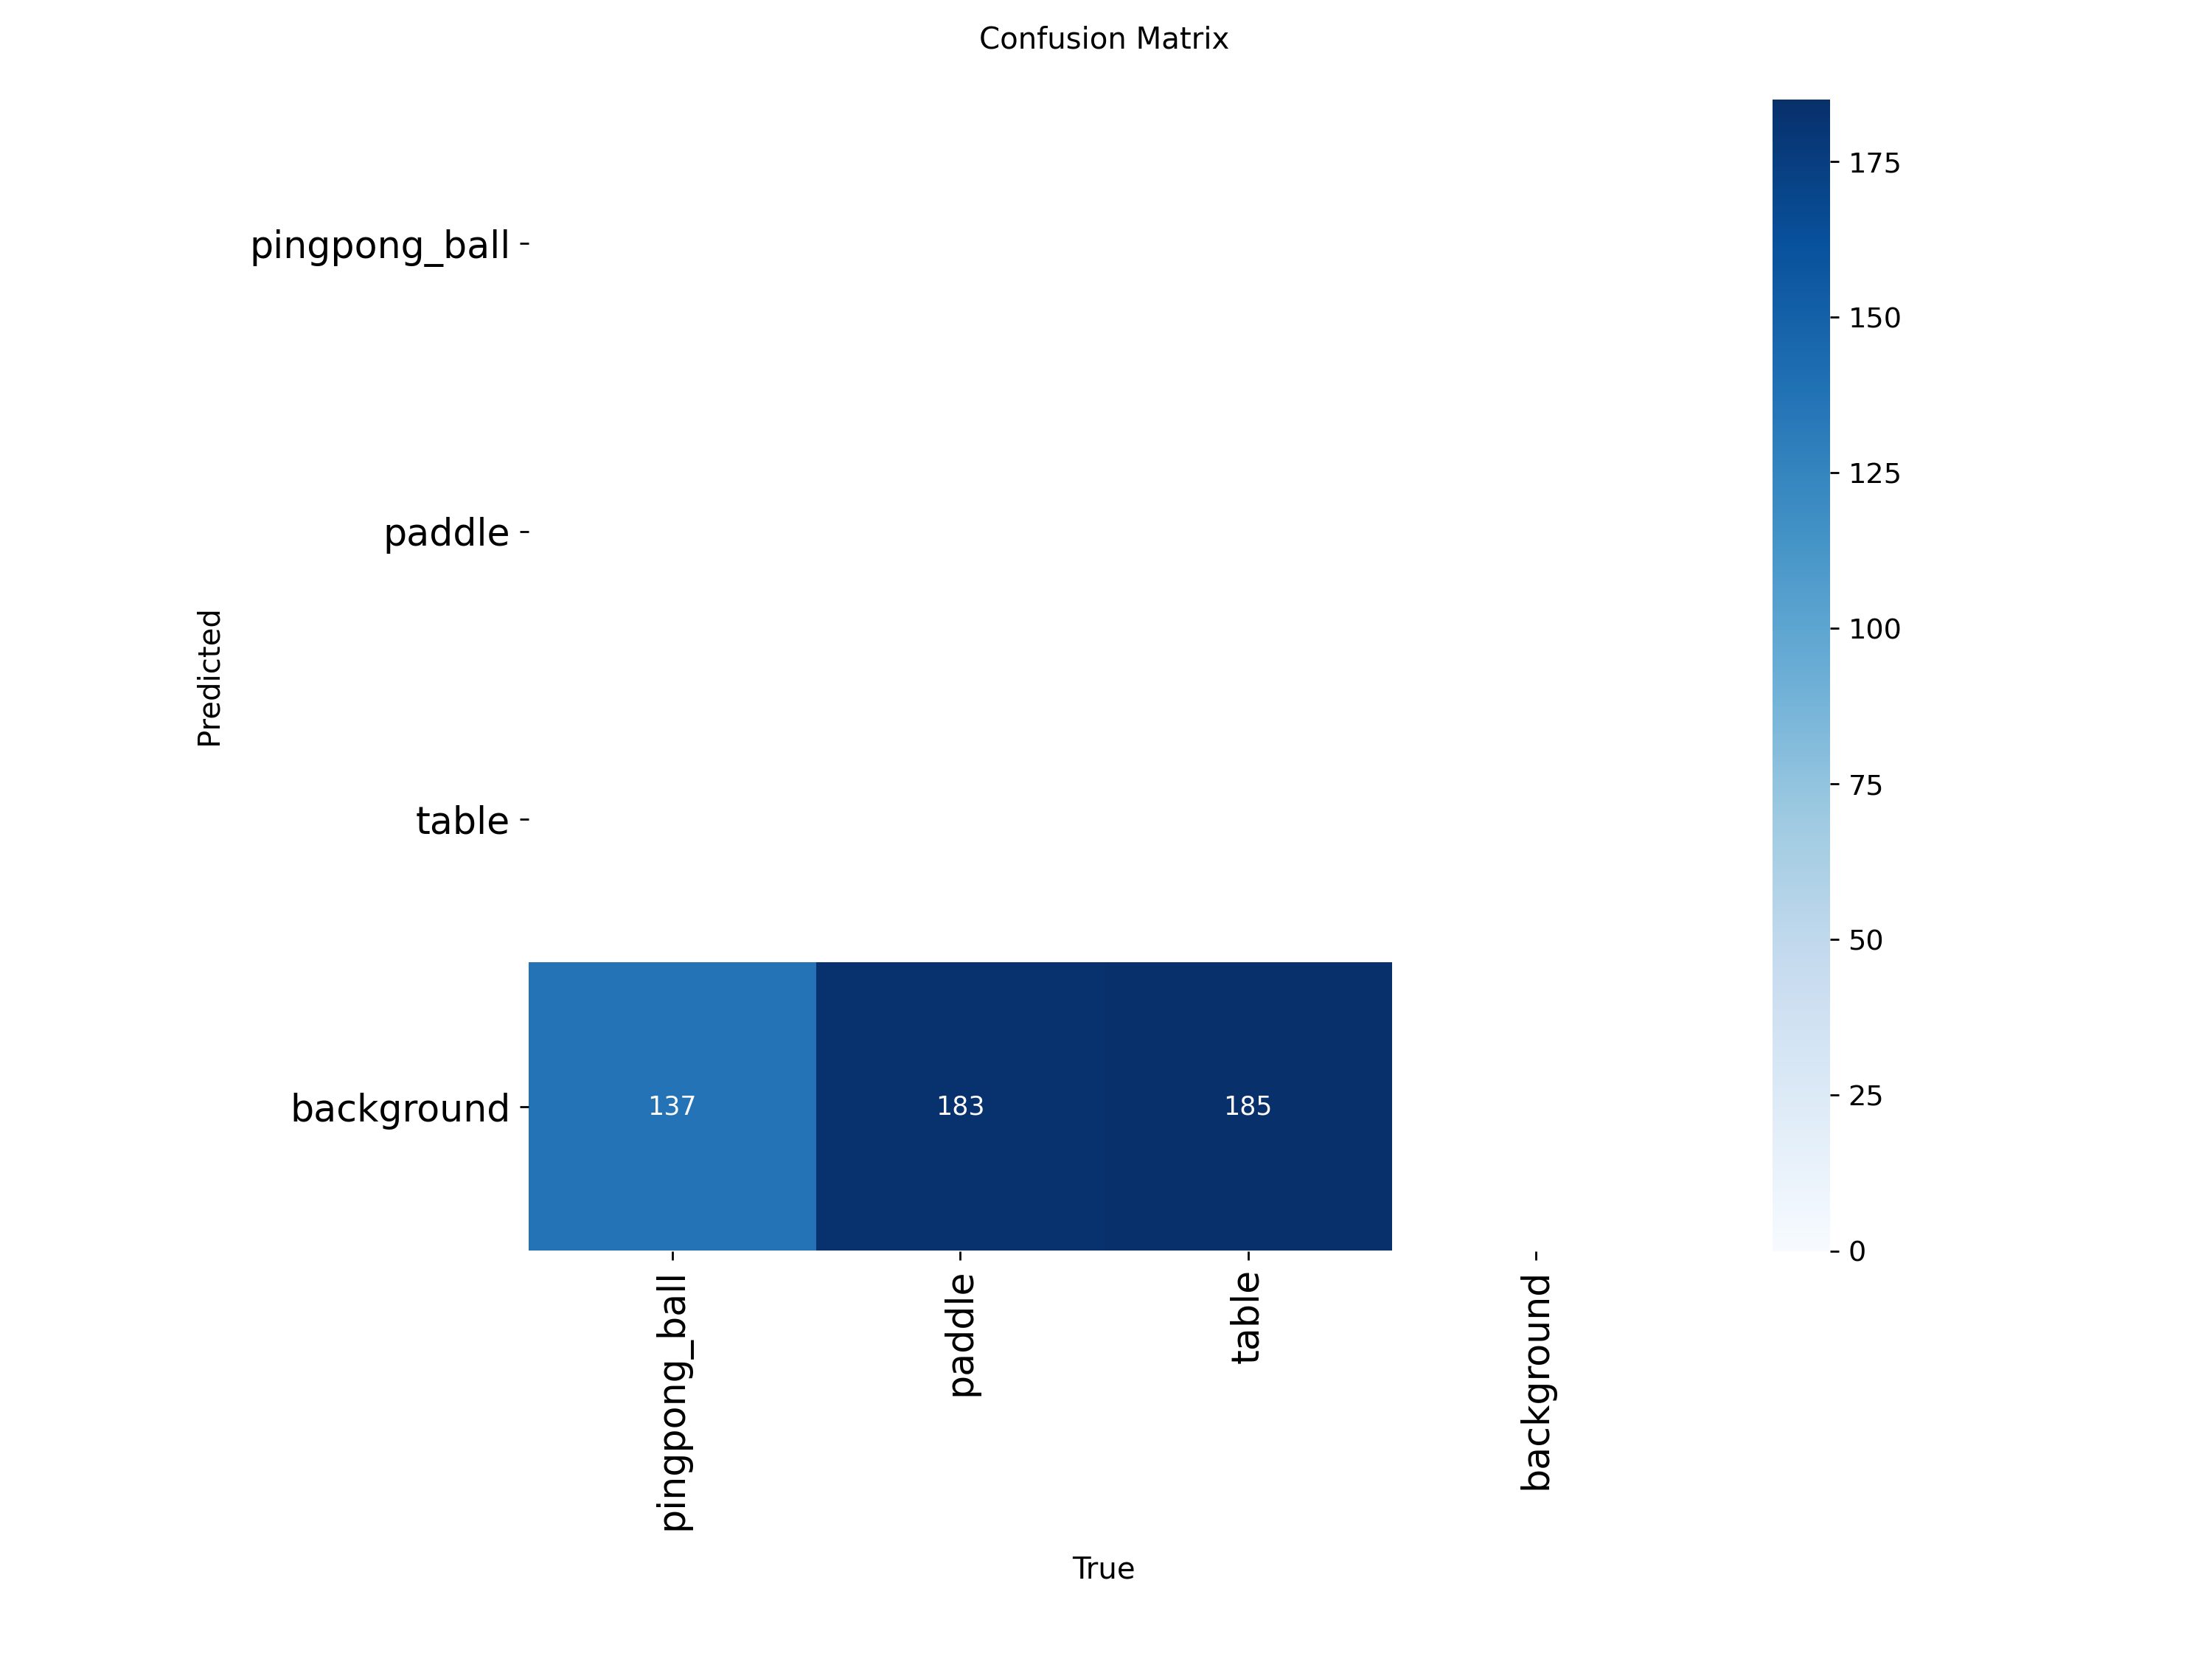 Confusion Matrix
pingpong_ball
paddle
table
background
Predicted
137
183
185
pingpong_ball
paddle
table
background
True
175
150
125
100
75
50
25
0